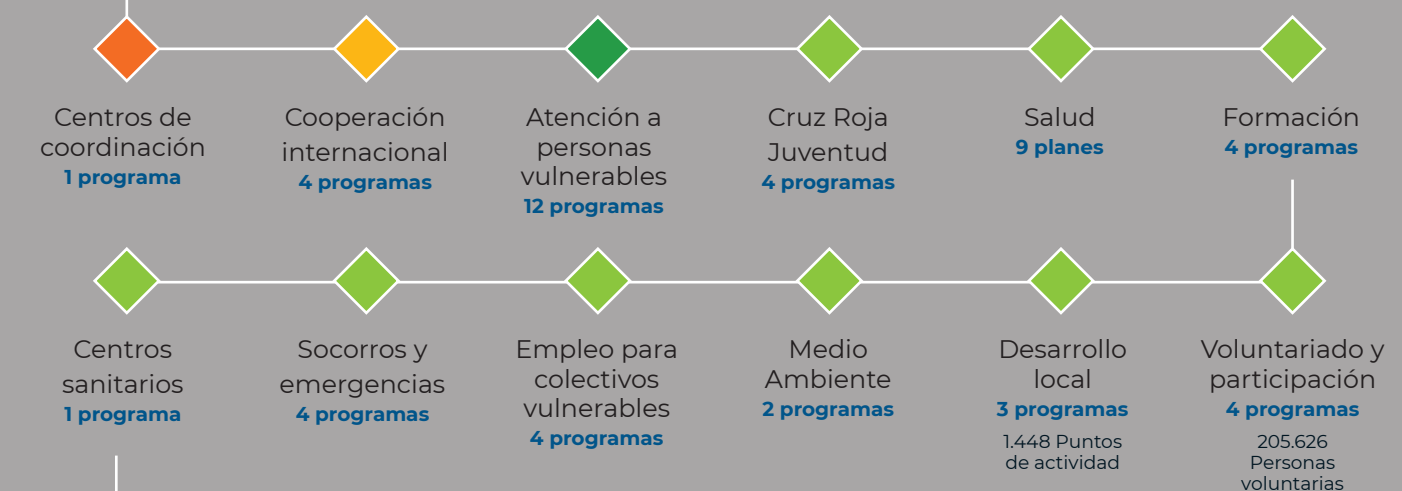 Centros de
coordinación
1 programa
Cooperación
internacional
4 programas
Atención a
personas
vulnerables
12 programas
Cruz Roja
Juventud
4 programas
Salud
9 planes
Formación
4 programas
Centros
sanitarios
1 programa
Socorros y
emergencias
4 programas
Empleo para
colectivos
vulnerables
4 programas
Medio
Ambiente
2 programas
Desarrollo
local
3 programas
1.448 Puntos
de actividad
Voluntariado y
participación
4 programas
205.626
Personas
voluntarias